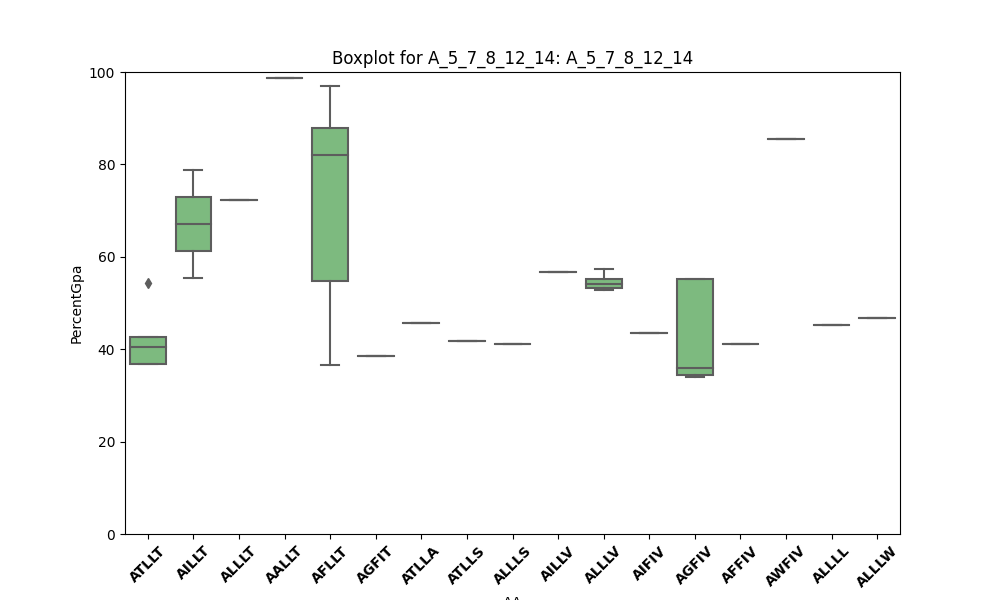 Boxplot for A_5_7_8_12_14: A_5_7_8_12_14
PercentGpa
100
80
60
40
20
0
ATLLT
AILLT
ALLLT
AALLT
AFLLT
AGFIT
ATLLA
ATLLS
ALLLS
AILLV
ALLLV
AIFIV
AGFIV
AFFIV
AWFIV
ALLLL
ALLLW